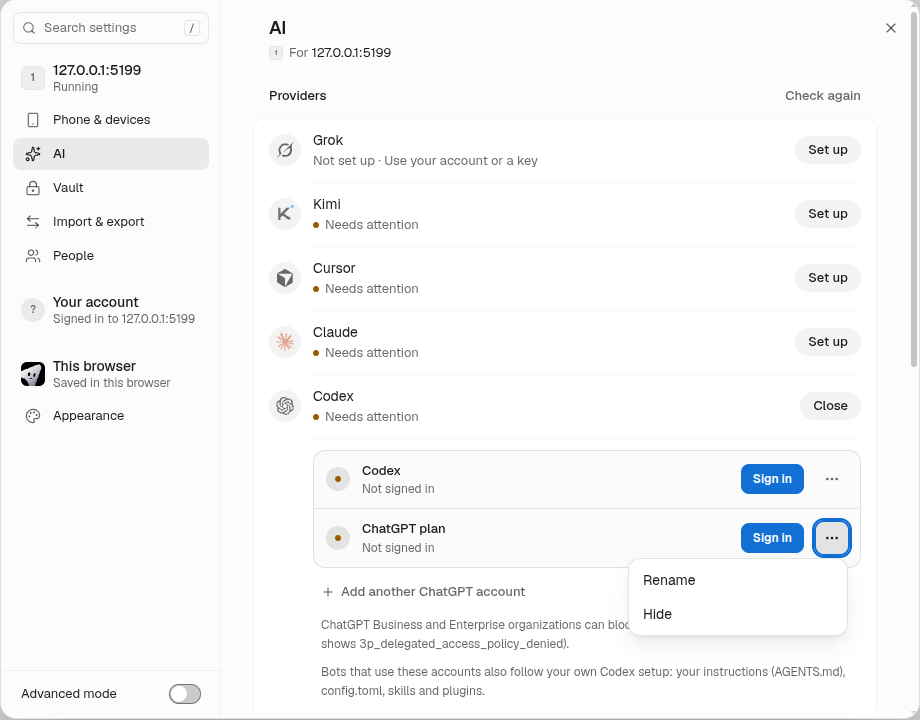 Search settings
/
1
127.0.0.1:5199
Running
Phone & devices
AI
Vault
Import & export
People
?
Your account
Signed in to 127.0.0.1:5199
This browser
Saved in this browser
Appearance
Advanced mode
AI
1
For 127.0.0.1:5199
Providers
Check again
Grok
Not set up · Use your account or a key
Set up
Kimi
Needs attention
Set up
Cursor
Needs attention
Set up
Claude
Needs attention
Set up
Codex
Needs attention
Close
Codex
Not signed in
Sign in
ChatGPT plan
Not signed in
Sign in
Rename
Hide
Add another ChatGPT account
ChatGPT Business and Enterprise organizations can
shows 3p_delegated_access_policy_denied).
Bots that use these accounts also follow your own Codex setup: your instructions (AGENTS.md),
config.toml, skills and plugins.